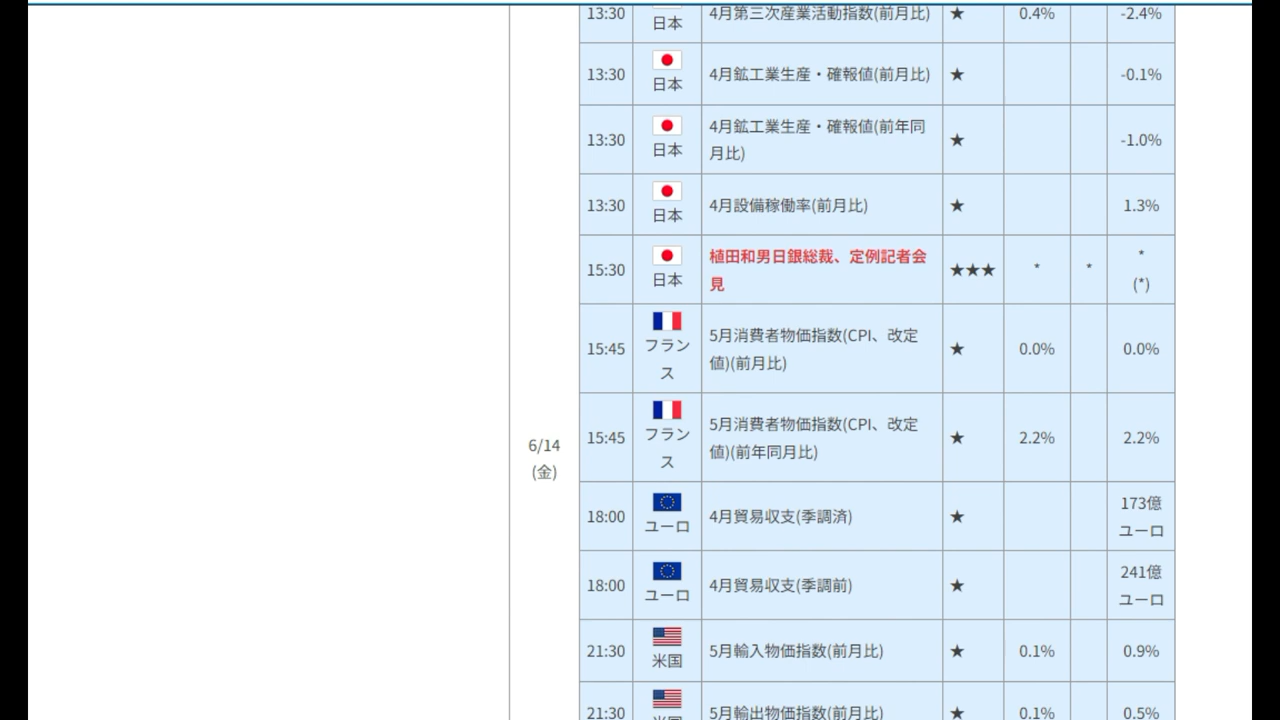 13:30 日本 4月第三次産業活動指数(前月比) ★ 0.4% -2.4%
13:30 日本 4月鉱工業生産・確報値(前月比) ★ -0.1%
13:30 日本 4月鉱工業生産・確報値(前年同
月比) ★ -1.0%
13:30 日本 4月設備稼働率(前月比) ★ 1.3%
15:30 日本 植田和男日銀総裁、定例記者会
見 ★★★ * * *
(*)
15:45 フラン
ス 5月消費者物価指数(CPI、改定
値)(前月比) ★ 0.0% 0.0%
6/14
(金)
15:45 フラン
ス 5月消費者物価指数(CPI、改定
値)(前年同月比) ★ 2.2% 2.2%
18:00 ユーロ 4月貿易収支(季調済) ★ 173億
ユーロ
18:00 ユーロ 4月貿易収支(季調前) ★ 241億
ユーロ
21:30 米国 5月輸入物価指数(前月比) ★ 0.1% 0.9%
21:30 米国 5月輸出物価指数(前月比) ★ 0.1% 0.5%